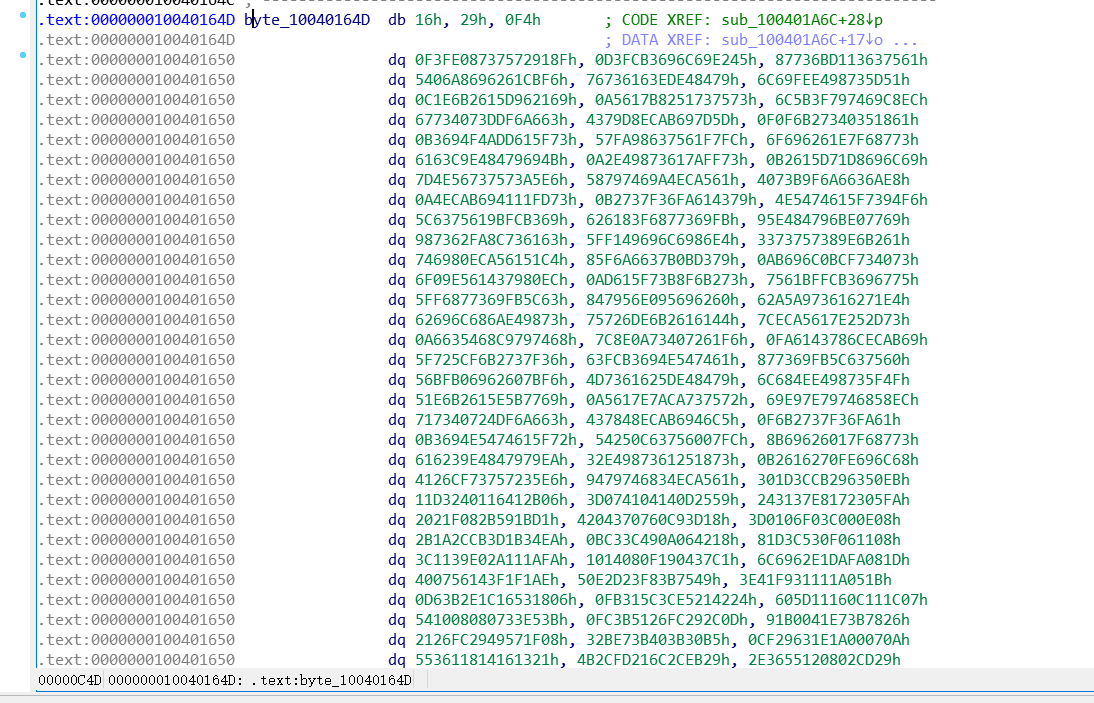 .text:000000010040164D byte_10040164D  db 16h, 29h, 0F4h       ; CODE XREF: sub_100401A6C+28↓p
.text:000000010040164D                                         ; DATA XREF: sub_100401A6C+17↓o ...
.text:0000000100401650                 dq 0F3FE08737572918Fh, 0D3FCB3696C69E245h, 87736BD113637561h
.text:0000000100401650                 dq 5406A8696261CBF6h, 76736163EDE48479h, 6C69FEE498735D51h
.text:0000000100401650                 dq 0C1E6B2615D962169h, 0A5617B8251737573h, 6C5B3F797469C8ECh
.text:0000000100401650                 dq 67734073DDF6A663h, 4379D8ECAB697D5Dh, 0F0F6B27340351861h
.text:0000000100401650                 dq 0B3694F4ADD615F73h, 57FA98637561F7FCh, 6F696261E7F68773h
.text:0000000100401650                 dq 6163C9E48479694Bh, 0A2E49873617AFF73h, 0B2615D71D8696C69h
.text:0000000100401650                 dq 7D4E56737573A5E6h, 58797469A4ECA561h, 4073B9F6A6636AE8h
.text:0000000100401650                 dq 0A4ECAB694111FD73h, 0B2737F36FA614379h, 4E5474615F7394F6h
.text:0000000100401650                 dq 5C6375619BFCB369h, 626183F6877369FBh, 95E484796BE07769h
.text:0000000100401650                 dq 987362FA8C736163h, 5FF149696C6986E4h, 3373757389E6B261h
.text:0000000100401650                 dq 746980ECA56151C4h, 85F6A6637B0BD379h, 0AB696C0BCF734073h
.text:0000000100401650                 dq 6F09E561437980ECh, 0AD615F73B8F6B273h, 7561BFFCB3696775h
.text:0000000100401650                 dq 5FF6877369FB5C63h, 847956E095696260h, 62A5A973616271E4h
.text:0000000100401650                 dq 62696C686AE49873h, 75726DE6B2616144h, 7CECA5617E252D73h
.text:0000000100401650                 dq 0A6635468C9797468h, 7C8E0A73407261F6h, 0FA6143786CECAB69h
.text:0000000100401650                 dq 5F725CF6B2737F36h, 63FCB3694E547461h, 877369FB5C637560h
.text:0000000100401650                 dq 56BFB06962607BF6h, 4D7361625DE48479h, 6C684EE498735F4Fh
.text:0000000100401650                 dq 51E6B2615E5B7769h, 0A5617E7ACA737572h, 69E97E79746858ECh
.text:0000000100401650                 dq 717340724DF6A663h, 437848ECAB6946C5h, 0F6B2737F36FA61h
.text:0000000100401650                 dq 0B3694E5474615F72h, 54250C63756007FCh, 8B69626017F68773h
.text:0000000100401650                 dq 616239E4847979EAh, 32E4987361251873h, 0B2616270FE696C68h
.text:0000000100401650                 dq 4126CF73757235E6h, 9479746834ECA561h, 301D3CCB296350EBh
.text:0000000100401650                 dq 11D3240116412B06h, 3D074104140D2559h, 243137E8172305FAh
.text:0000000100401650                 dq 2021F082B591BD1h, 4204370760C93D18h, 3D0106F03C000E08h
.text:0000000100401650                 dq 2B1A2CCB3D1B34EAh, 0BC33C490A064218h, 81D3C530F061108h
.text:0000000100401650                 dq 3C1139E02A111AFAh, 1014080F190437C1h, 6C6962E1DAFA081Dh
.text:0000000100401650                 dq 400756143F1F1AEh, 50E2D23F83B7549h, 3E41F931111A051Bh
.text:0000000100401650                 dq 0D63B2E1C16531806h, 0FB315C3CE5214224h, 605D11160C111C07h
.text:0000000100401650                 dq 541008080733E53Bh, 0FC3B5126FC292C0Dh, 91B0041E73B7826h
.text:0000000100401650                 dq 2126FC2949571F08h, 32BE73B403B30B5h, 0CF29631E1A00070Ah
.text:0000000100401650                 dq 553611814161321h, 4B2CFD216C2CEB29h, 2E3655120802CD29h
00000C4D 000000010040164D: .text:byte_10040164D